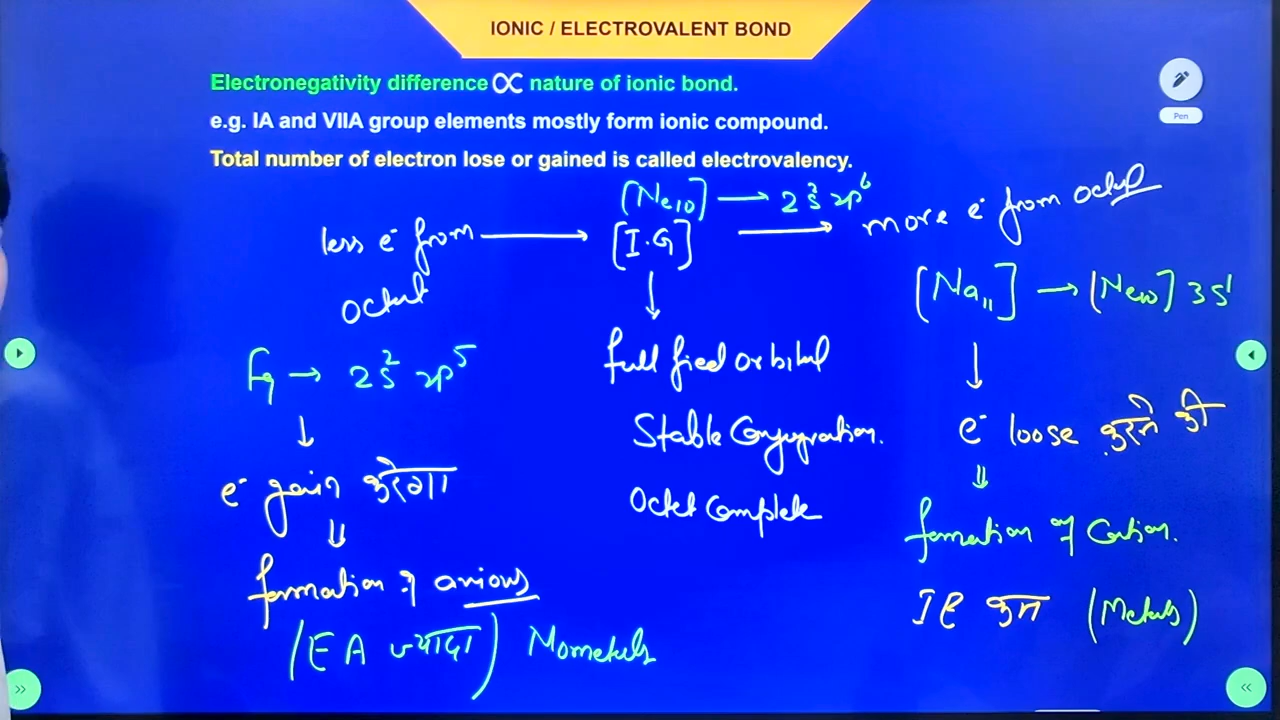 IONIC / ELECTROVALENT BOND
Electronegativity difference ∝ nature of ionic bond.
Pen
e.g. IA and VIIA group elements mostly form ionic compound.
Total number of electron lose or gained is called electrovalency.
[Ne10] → 2s² 2p⁶
less e⁻ from → [I.G] → more e⁻ from octet
octet
[Na11] → [Ne10] 3s¹
↓
F9 → 2s² 2p⁵
full fied orbital
↓
↓
e⁻ gain करेगा
Stable Configration.
e⁻ loose करने की
⇓
⇓
Octet Complete
formation of anions
formation of Cation.
(EA ज्यादा) Nometals
IE कम (Metals)